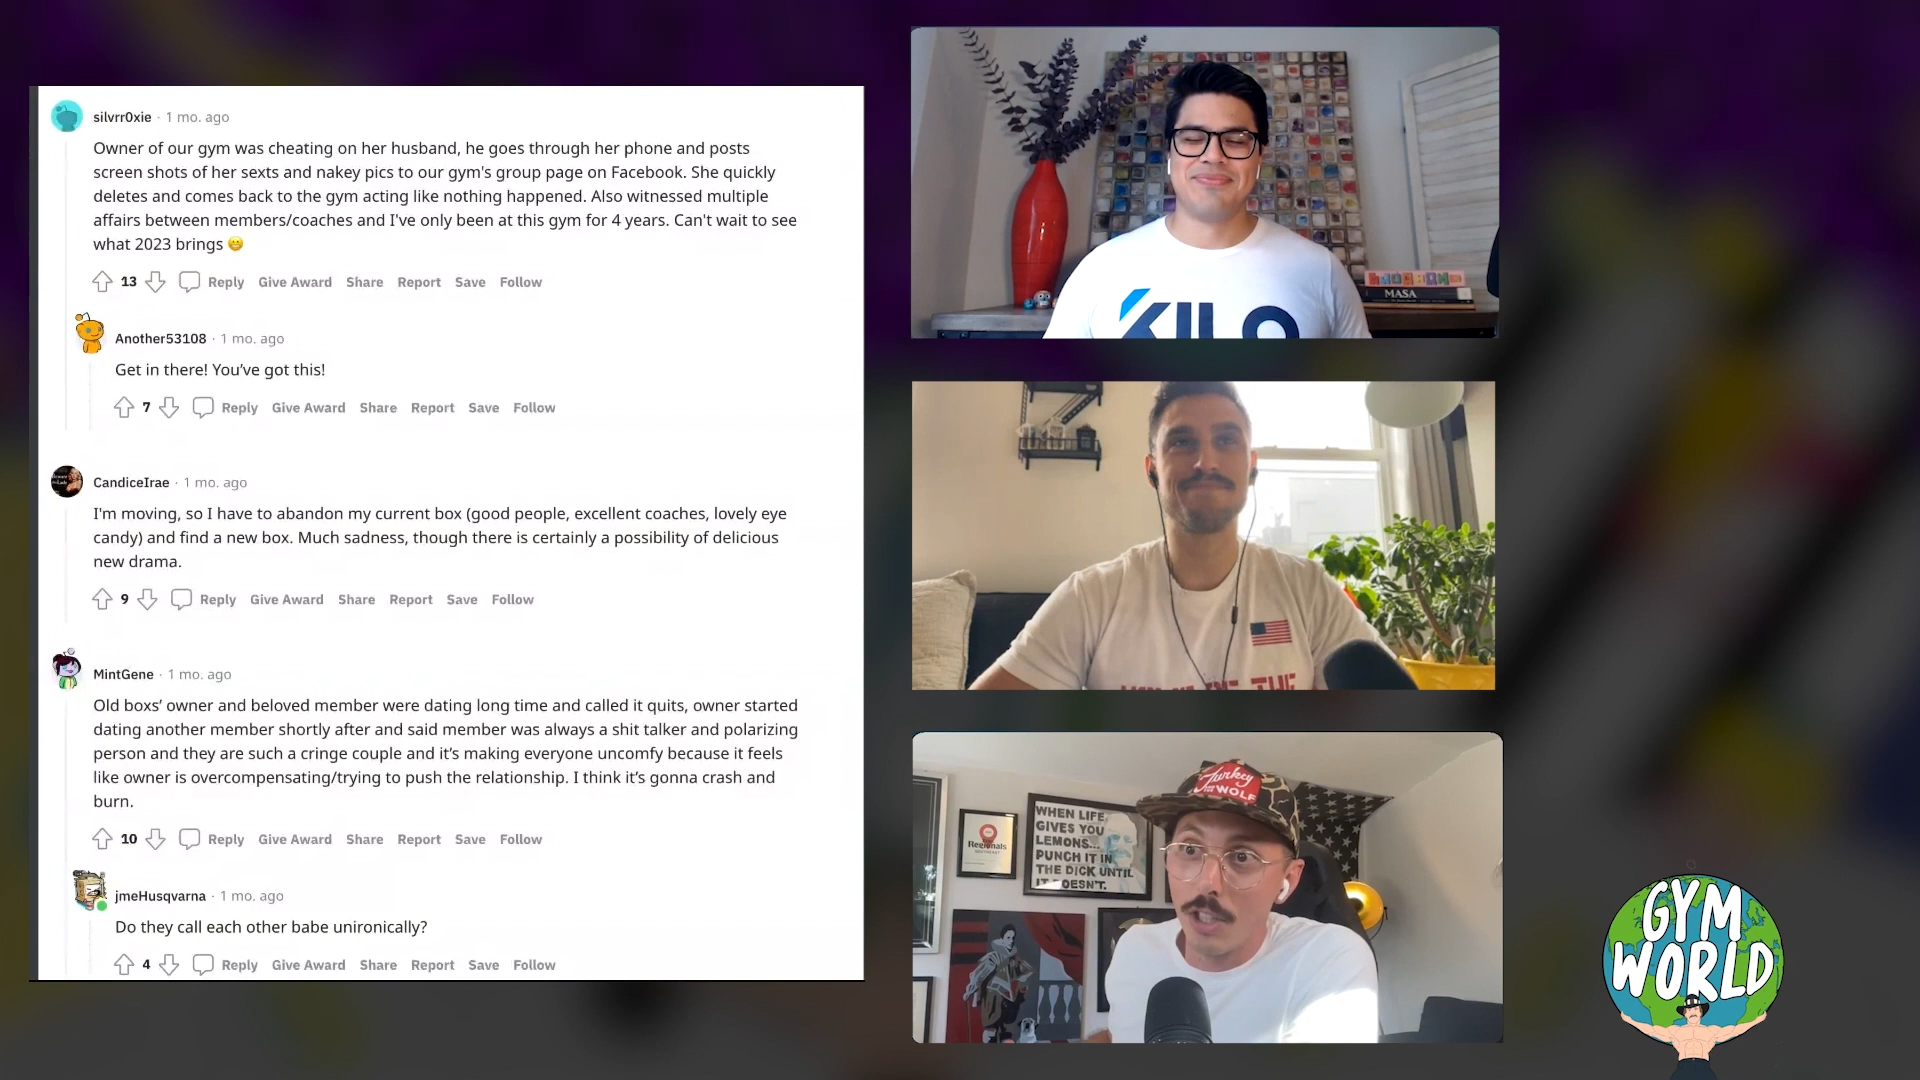 silvrr0xie · 1 mo. ago
Owner of our gym was cheating on her husband, he goes through her phone and posts
screen shots of her sexts and nakey pics to our gym's group page on Facebook. She quickly
deletes and comes back to the gym acting like nothing happened. Also witnessed multiple
affairs between members/coaches and I've only been at this gym for 4 years. Can't wait to see
what 2023 brings 😬
13 Reply Give Award Share Report Save Follow
Another53108 · 1 mo. ago
Get in there! You've got this!
7 Reply Give Award Share Report Save Follow
CandiceIrae · 1 mo. ago
I'm moving, so I have to abandon my current box (good people, excellent coaches, lovely eye
candy) and find a new box. Much sadness, though there is certainly a possibility of delicious
new drama.
9 Reply Give Award Share Report Save Follow
MintGene · 1 mo. ago
Old boxs’ owner and beloved member were dating long time and called it quits, owner started
dating another member shortly after and said member was always a shit talker and polarizing
person and they are such a cringe couple and it’s making everyone uncomfy because it feels
like owner is overcompensating/trying to push the relationship. I think it’s gonna crash and
burn.
10 Reply Give Award Share Report Save Follow
jmeHusqvarna · 1 mo. ago
Do they call each other babe unironically?
4 Reply Give Award Share Report Save Follow
KILO
MASA
THE
Turkey
WOLF
Regionals
WHEN LIFE
GIVES YOU
LEMONS...
PUNCH IT IN
THE DICK UNTIL
IT DOESN'T.
GYM
WORLD